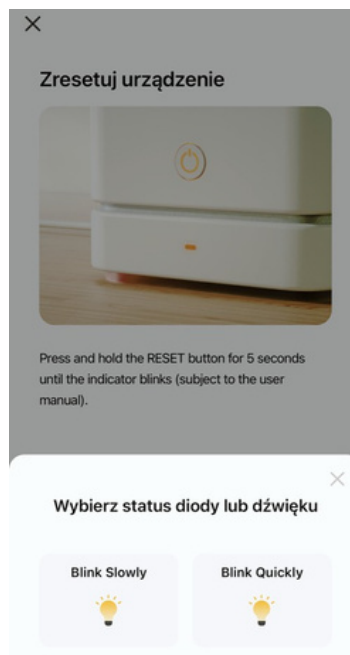 Zresetuj urządzenie
Press and hold the RESET button for 5 seconds
until the indicator blinks (subject to the user
manual).
Wybierz status diody lub dźwięku
Blink Slowly
Blink Quickly